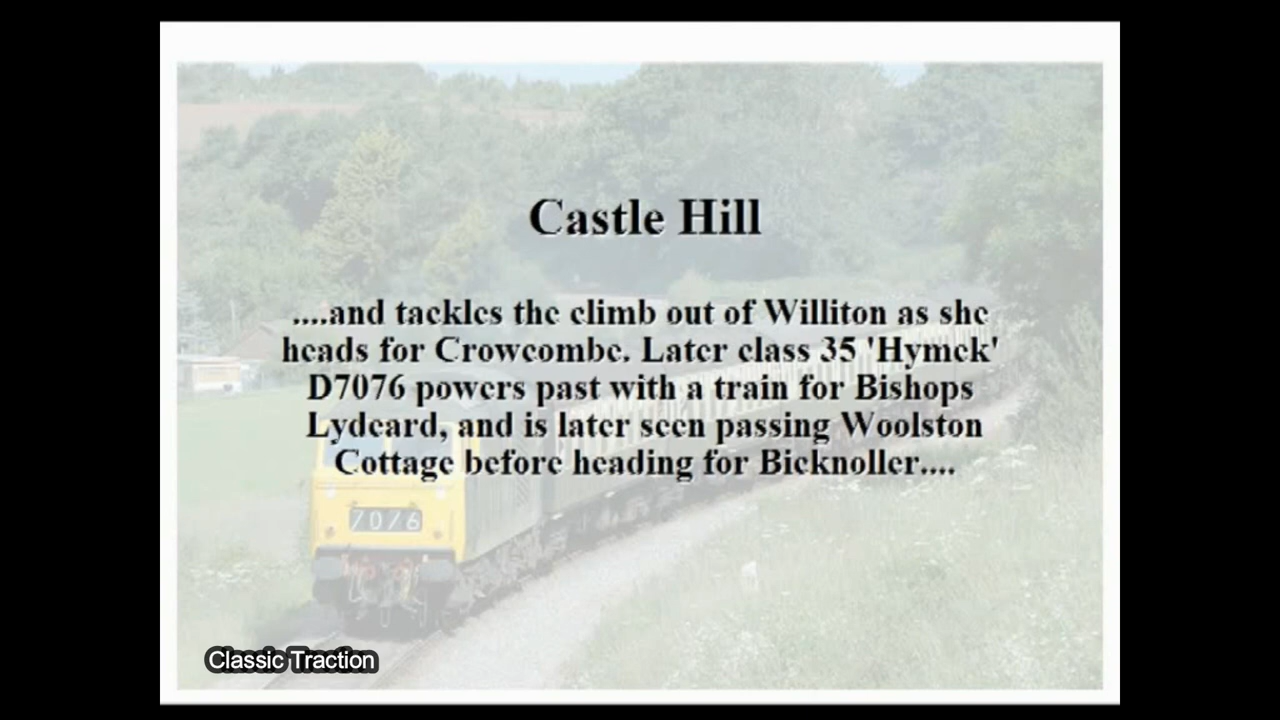 Castle Hill
....and tackles the climb out of Williton as she
heads for Crowcombe. Later class 35 'Hymek'
D7076 powers past with a train for Bishops
Lydeard, and is later seen passing Woolston
Cottage before heading for Bicknoller....
7076
Classic Traction